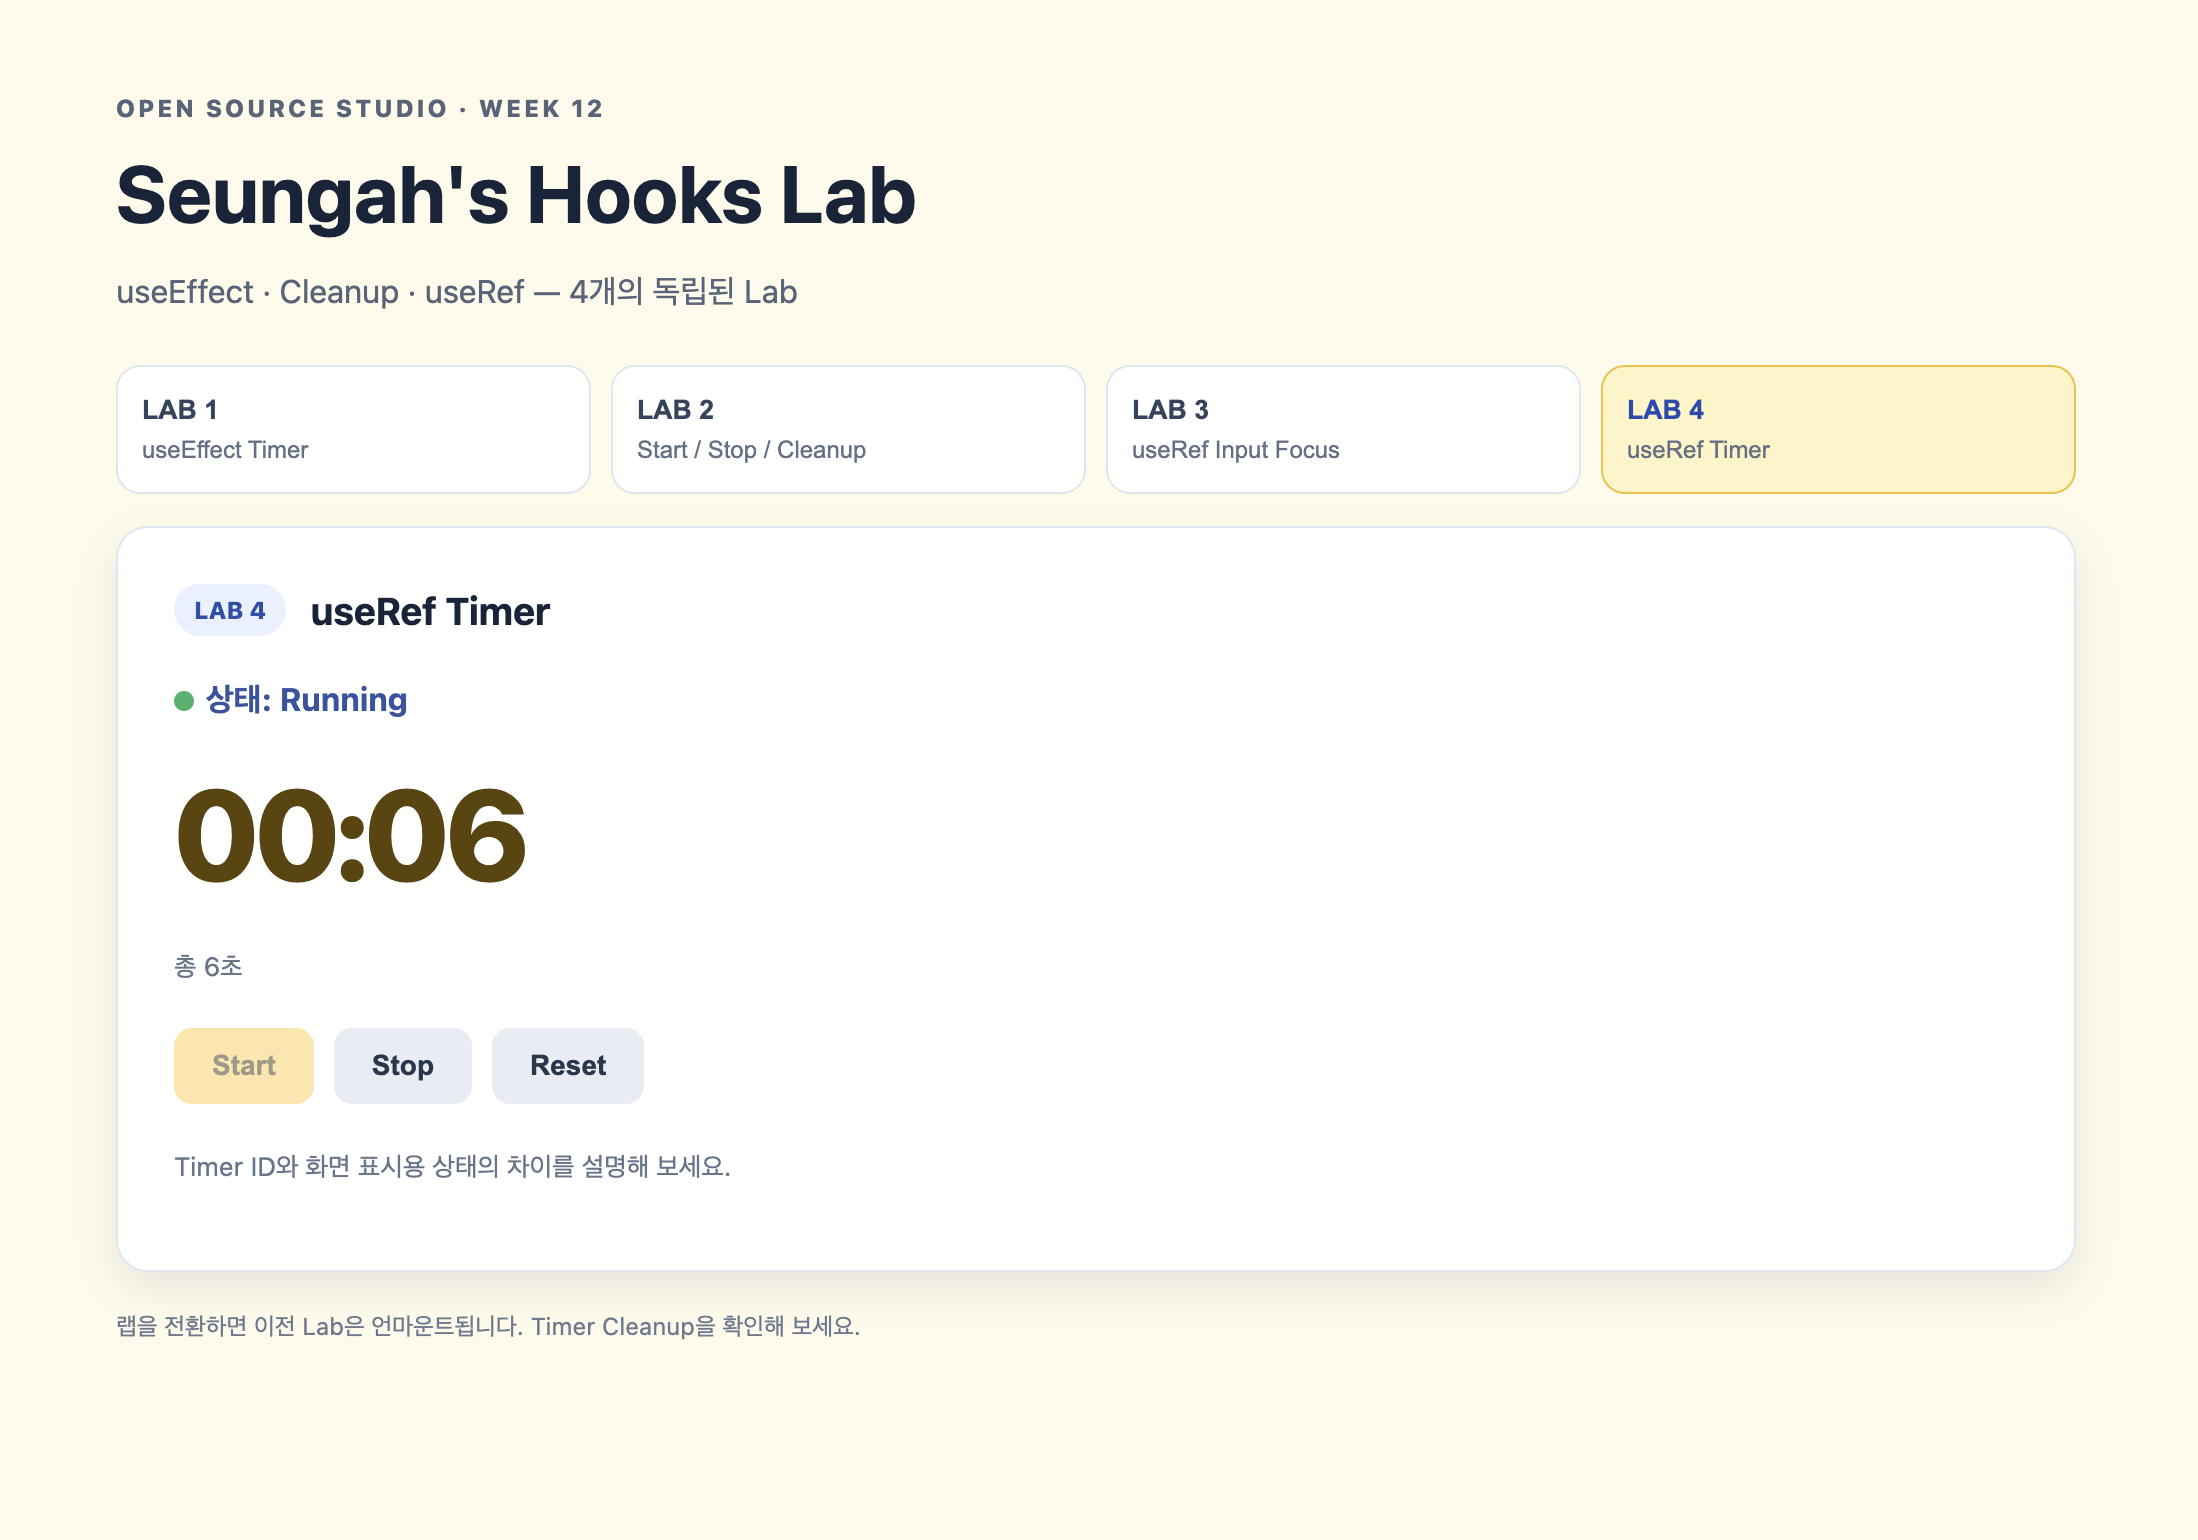 OPEN SOURCE STUDIO · WEEK 12
Seungah's Hooks Lab
useEffect · Cleanup · useRef — 4개의 독립된 Lab
LAB 1
useEffect Timer
LAB 2
Start / Stop / Cleanup
LAB 3
useRef Input Focus
LAB 4
useRef Timer
LAB 4 useRef Timer
상태: Running
00:06
총 6초
Start Stop Reset
Timer ID와 화면 표시용 상태의 차이를 설명해 보세요.
랩을 전환하면 이전 Lab은 언마운트됩니다. Timer Cleanup을 확인해 보세요.